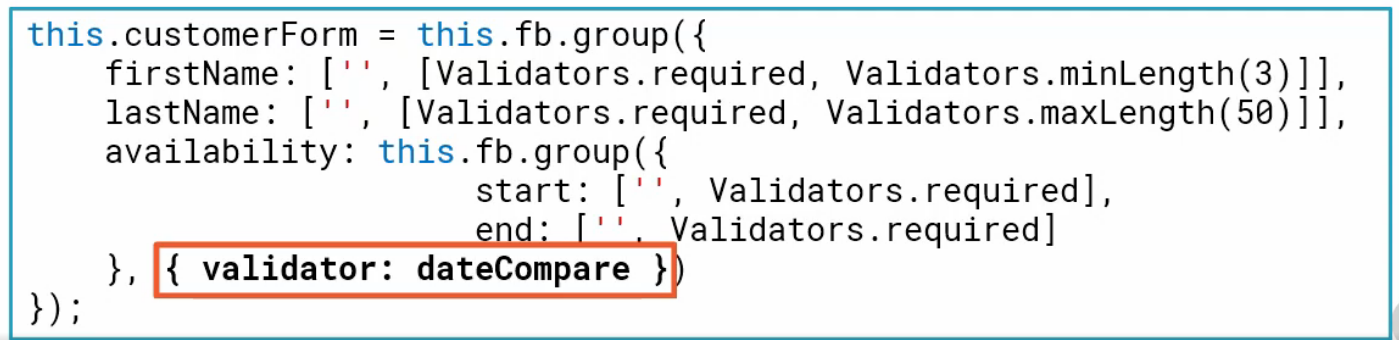 this.customerForm = this.fb.group({
    firstName: ['', [Validators.required, Validators.minLength(3)]],
    lastName: ['', [Validators.required, Validators.maxLength(50)]],
    availability: this.fb.group({
                       start: ['', Validators.required],
                       end: ['', Validators.required]
    }, { validator: dateCompare })
});